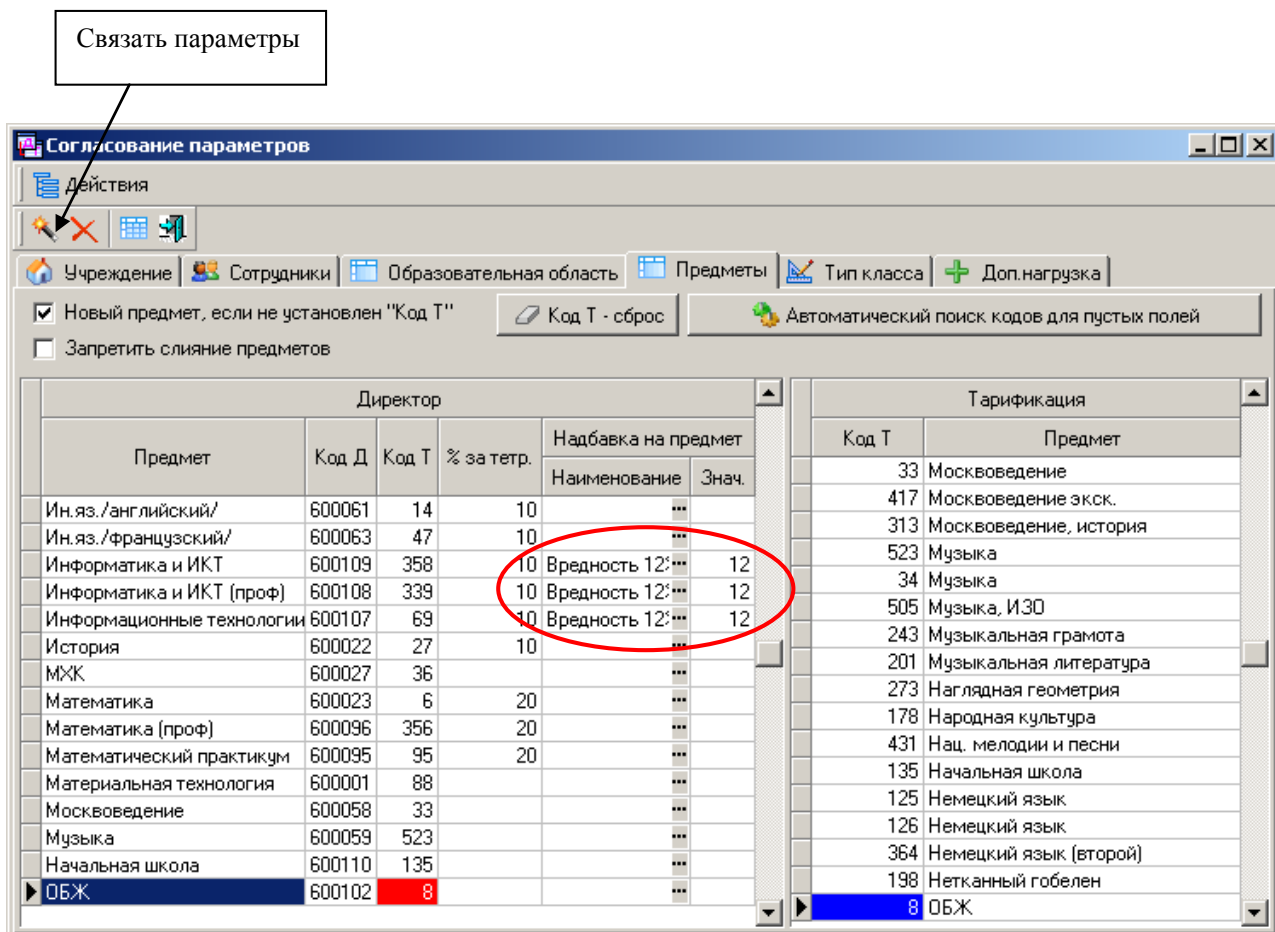 Связать параметры
Согласование параметров
Действия
Учреждение Сотрудники Образовательная область Предметы Тип класса Доп.нагрузка
Новый предмет, если не установлен "Код Т" Код Т - сброс Автоматический поиск кодов для пустых полей
Запретить слияние предметов
Директор Тарификация
Предмет Код Д Код Т % за тетр. Надбавка на предмет Код Т Предмет
Наименование Знач.
Ин.яз./английский/ 600061 14 10 ...
Ин.яз./французский/ 600063 47 10 ...
Информатика и ИКТ 600109 358 10 Вредность 12% ... 12
Информатика и ИКТ (проф) 600108 339 10 Вредность 12% ... 12
Информационные технологии 600107 69 10 Вредность 12% ... 12
История 600022 27 10 ...
МХК 600027 36 ...
Математика 600023 6 20 ...
Математика (проф) 600096 356 20 ...
Математический практикум 600095 95 20 ...
Материальная технология 600001 88 ...
Москвоведение 600058 33 ...
Музыка 600059 523 ...
Начальная школа 600110 135 ...
ОБЖ 600102 8 ...
33 Москвоведение
417 Москвоведение экск.
313 Москвоведение, история
523 Музыка
34 Музыка
505 Музыка, ИЗО
243 Музыкальная грамота
201 Музыкальная литература
273 Наглядная геометрия
178 Народная культура
431 Нац. мелодии и песни
135 Начальная школа
125 Немецкий язык
126 Немецкий язык
364 Немецкий язык (второй)
198 Нетканный гобелен
8 ОБЖ